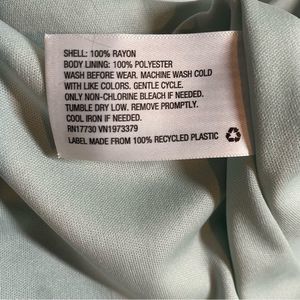 SHELL: 100% RAYON
BODY LINING: 100% POLYESTER
WASH BEFORE WEAR. MACHINE WASH COLD
WITH LIKE COLORS. GENTLE CYCLE.
ONLY NON-CHLORINE BLEACH IF NEEDED.
TUMBLE DRY LOW. REMOVE PROMPTLY.
COOL IRON IF NEEDED.
RN17730 VN1973379
LABEL MADE FROM 100% RECYCLED PLASTIC